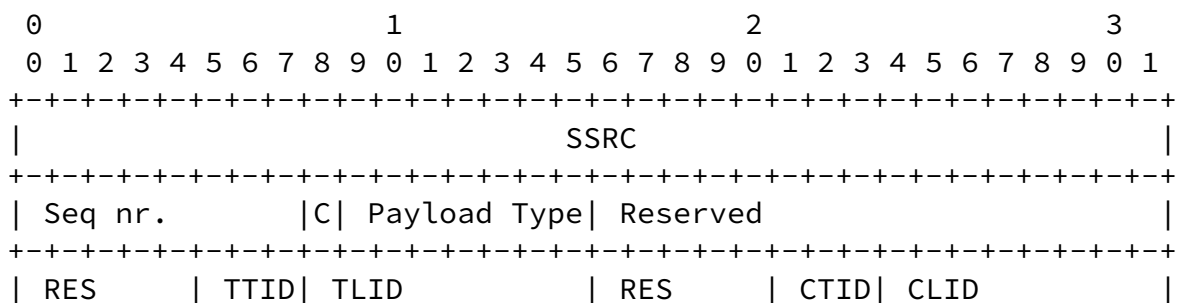 0                   1                   2                   3
0 1 2 3 4 5 6 7 8 9 0 1 2 3 4 5 6 7 8 9 0 1 2 3 4 5 6 7 8 9 0 1
+-+-+-+-+-+-+-+-+-+-+-+-+-+-+-+-+-+-+-+-+-+-+-+-+-+-+-+-+-+-+-+-+
|                              SSRC                             |
+-+-+-+-+-+-+-+-+-+-+-+-+-+-+-+-+-+-+-+-+-+-+-+-+-+-+-+-+-+-+-+-+
| Seq nr.       |C| Payload Type| Reserved                      |
+-+-+-+-+-+-+-+-+-+-+-+-+-+-+-+-+-+-+-+-+-+-+-+-+-+-+-+-+-+-+-+-+
| RES     | TTID| TLID          | RES     | CTID| CLID          |